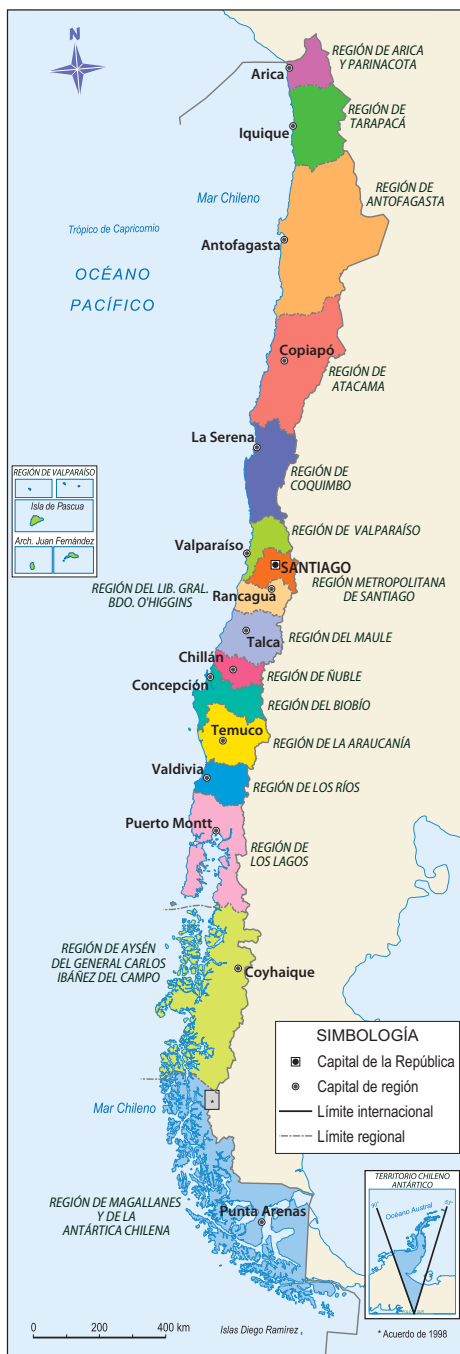 N
REGIÓN DE ARICA
Y PARINACOTA
Arica
REGIÓN DE
TARAPACÁ
Iquique
REGIÓN DE
ANTOFAGASTA
Mar Chileno
Trópico de Capricornio
Antofagasta
OCÉANO
PACÍFICO
Copiapó
REGIÓN DE
ATACAMA
La Serena
REGIÓN DE
COQUIMBO
REGIÓN DE VALPARAÍSO
Isla de Pascua
Arch. Juan Fernández
REGIÓN DE VALPARAÍSO
Valparaíso
SANTIAGO
REGIÓN METROPOLITANA
DE SANTIAGO
REGIÓN DEL LIB. GRAL.
BDO. O'HIGGINS
Rancagua
Talca
REGIÓN DEL MAULE
Chillán
REGIÓN DE ÑUBLE
Concepción
REGIÓN DEL BIOBÍO
Temuco
REGIÓN DE LA ARAUCANÍA
Valdivia
REGIÓN DE LOS RÍOS
Puerto Montt
REGIÓN DE
LOS LAGOS
REGIÓN DE AYSÉN
DEL GENERAL CARLOS
IBÁÑEZ DEL CAMPO
Coyhaique
SIMBOLOGÍA
Capital de la República
Capital de región
Límite internacional
Límite regional
*
Mar Chileno
REGIÓN DE MAGALLANES
Y DE LA
ANTÁRTICA CHILENA
Punta Arenas
TERRITORIO CHILENO
ANTÁRTICO
90°
53°
Océano Austral
* Acuerdo de 1998
0 200 400 km
Islas Diego Ramírez